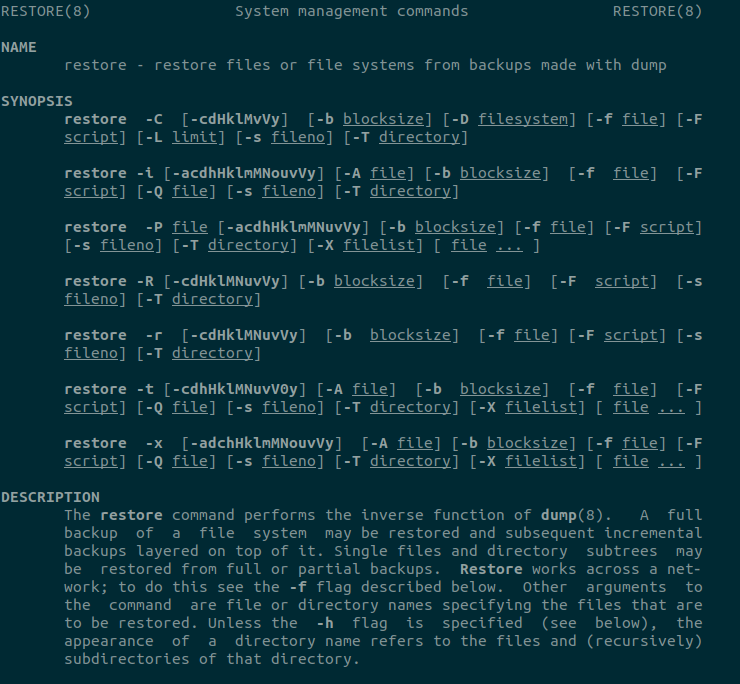 RESTORE(8) System management commands RESTORE(8)
NAME
restore - restore files or file systems from backups made with dump
SYNOPSIS
restore -C [-cdHklMvVy] [-b blocksize] [-D filesystem] [-f file] [-F
script] [-L limit] [-s fileno] [-T directory]
restore -i [-acdhHklmMNouvVy] [-A file] [-b blocksize] [-f file] [-F
script] [-Q file] [-s fileno] [-T directory]
restore -P file [-acdhHklmMNuvVy] [-b blocksize] [-f file] [-F script]
[-s fileno] [-T directory] [-X filelist] [ file ... ]
restore -R [-cdHklMNuvVy] [-b blocksize] [-f file] [-F script] [-s
fileno] [-T directory]
restore -r [-cdHklMNuvVy] [-b blocksize] [-f file] [-F script] [-s
fileno] [-T directory]
restore -t [-cdhHklMNuvV0y] [-A file] [-b blocksize] [-f file] [-F
script] [-Q file] [-s fileno] [-T directory] [-X filelist] [ file ... ]
restore -x [-adchHklmMNouvVy] [-A file] [-b blocksize] [-f file] [-F
script] [-Q file] [-s fileno] [-T directory] [-X filelist] [ file ... ]
DESCRIPTION
The restore command performs the inverse function of dump(8). A full
backup of a file system may be restored and subsequent incremental
backups layered on top of it. Single files and directory subtrees may
be restored from full or partial backups. Restore works across a net-
work; to do this see the -f flag described below. Other arguments to
the command are file or directory names specifying the files that are
to be restored. Unless the -h flag is specified (see below), the
appearance of a directory name refers to the files and (recursively)
subdirectories of that directory.